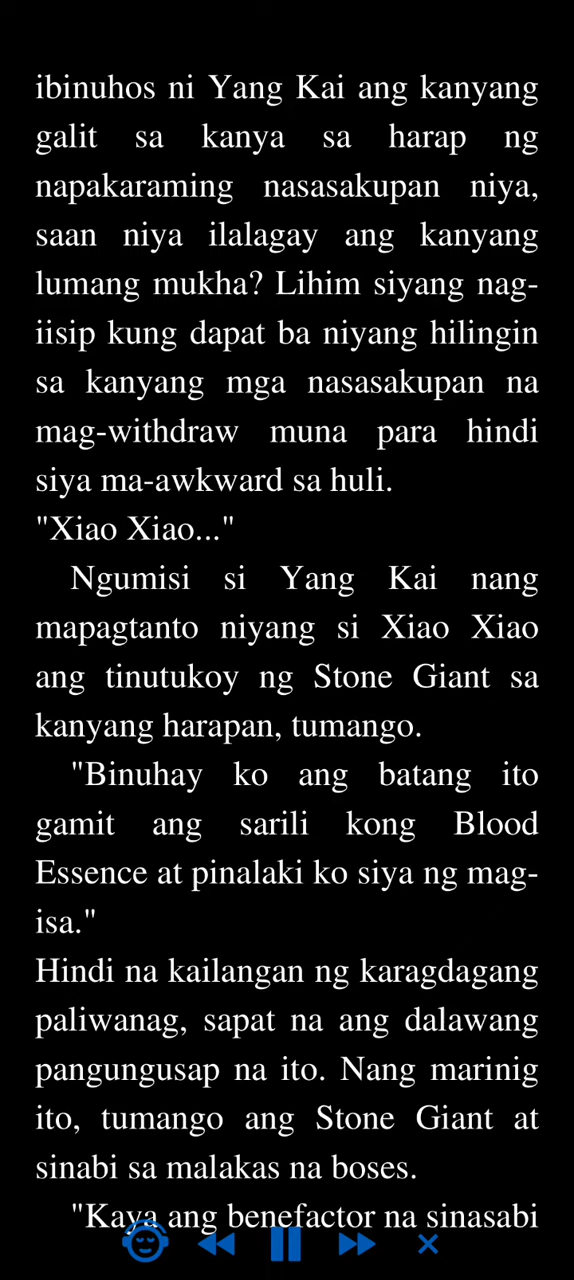 ibinuhos ni Yang Kai ang kanyang
galit sa kanya sa harap ng
napakaraming nasasakupan niya,
saan niya ilalagay ang kanyang
lumang mukha? Lihim siyang nag-
iisip kung dapat ba niyang hilingin
sa kanyang mga nasasakupan na
mag-withdraw muna para hindi
siya ma-awkward sa huli.
"Xiao Xiao..."
Ngumisi si Yang Kai nang
mapagtanto niyang si Xiao Xiao
ang tinutukoy ng Stone Giant sa
kanyang harapan, tumango.
"Binuhay ko ang batang ito
gamit ang sarili kong Blood
Essence at pinalaki ko siya ng mag-
isa."
Hindi na kailangan ng karagdagang
paliwanag, sapat na ang dalawang
pangungusap na ito. Nang marinig
ito, tumango ang Stone Giant at
sinabi sa malakas na boses.
"Kaya ang benefactor na sinasabi